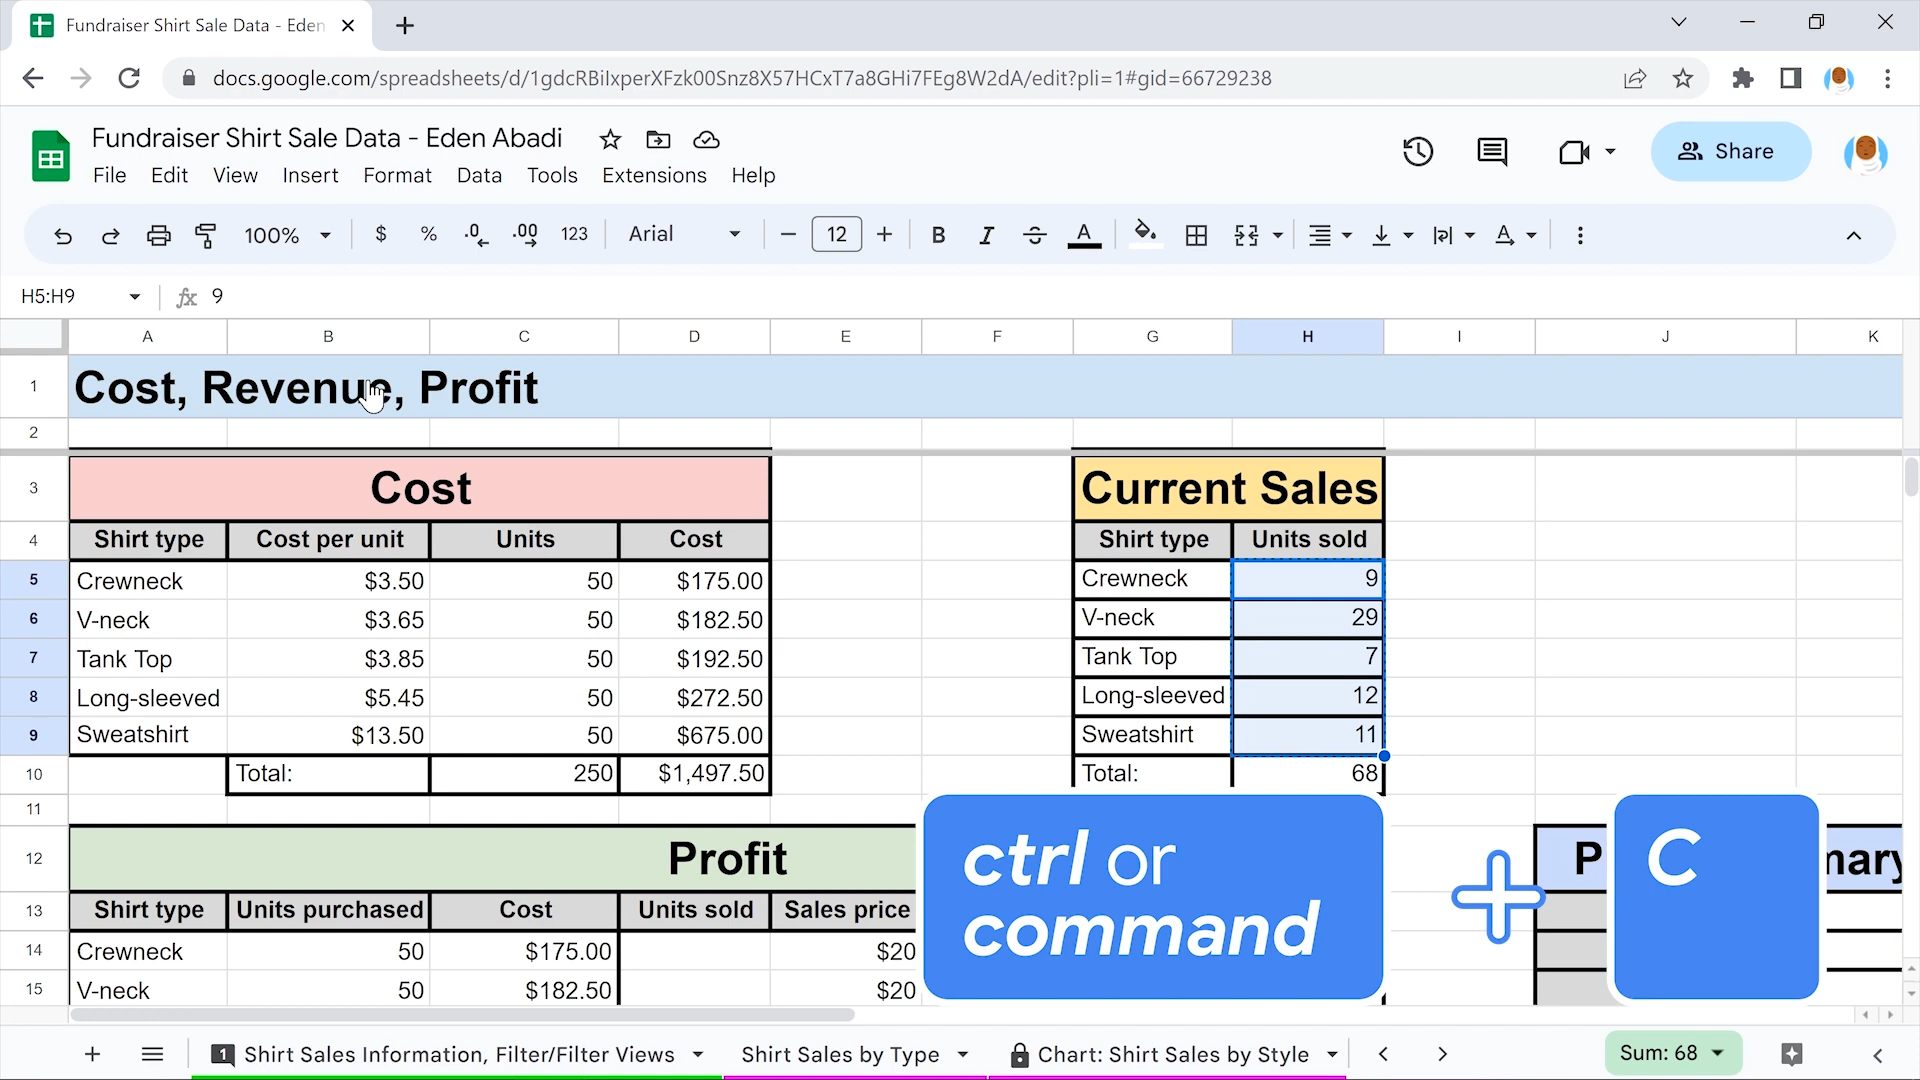 Fundraiser Shirt Sale Data - Eden
docs.google.com/spreadsheets/d/1gdcRBilxperXFzk00Snz8X57HCxT7a8GHi7FEg8W2dA/edit?pli=1#gid=66729238
Fundraiser Shirt Sale Data - Eden Abadi
File Edit View Insert Format Data Tools Extensions Help
Share
100% $ % .0 .00 123 Arial 12 B I S A
H5:H9 fx 9
A B C D E F G H I J K
1 Cost, Revenue, Profit
2
3 Cost Current Sales
4 Shirt type Cost per unit Units Cost Shirt type Units sold
5 Crewneck $3.50 50 $175.00 Crewneck 9
6 V-neck $3.65 50 $182.50 V-neck 29
7 Tank Top $3.85 50 $192.50 Tank Top 7
8 Long-sleeved $5.45 50 $272.50 Long-sleeved 12
9 Sweatshirt $13.50 50 $675.00 Sweatshirt 11
10 Total: 250 $1,497.50 Total: 68
11
12 Profit P mary
13 Shirt type Units purchased Cost Units sold Sales price
14 Crewneck 50 $175.00 $20
15 V-neck 50 $182.50 $20
ctrl or
command
C
1 Shirt Sales Information, Filter/Filter Views Shirt Sales by Type Chart: Shirt Sales by Style Sum: 68